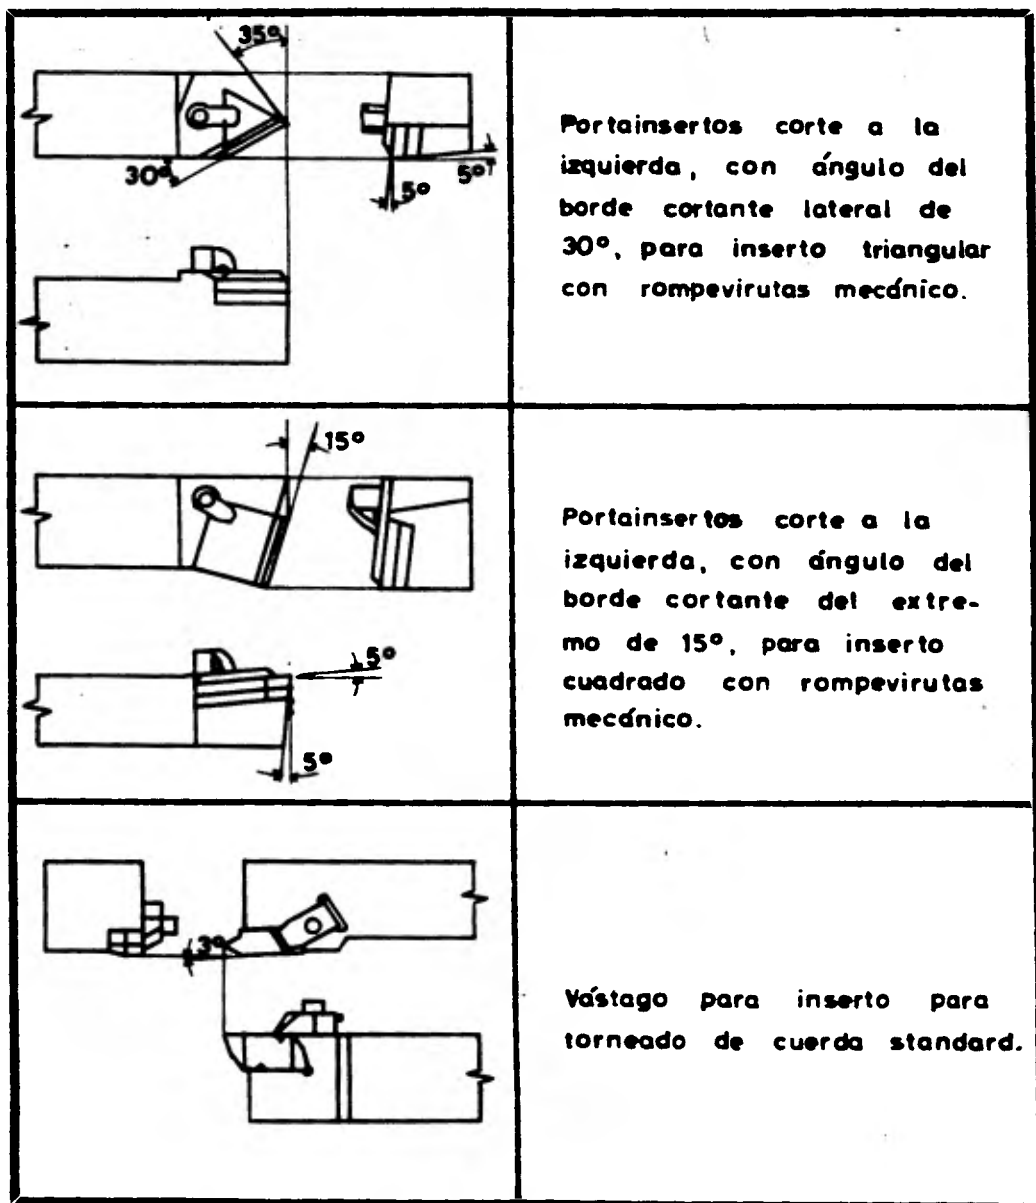 35°
30°
5°
5°
Portainsertos corte a la
izquierda, con ángulo del
borde cortante lateral de
30°, para inserto triangular
con rompevirutas mecánico.
15°
5°
5°
Portainsertos corte a la
izquierda, con ángulo del
borde cortante del extre-
mo de 15°, para inserto
cuadrado con rompevirutas
mecánico.
3°
Vástago para inserto para
torneado de cuerda standard.